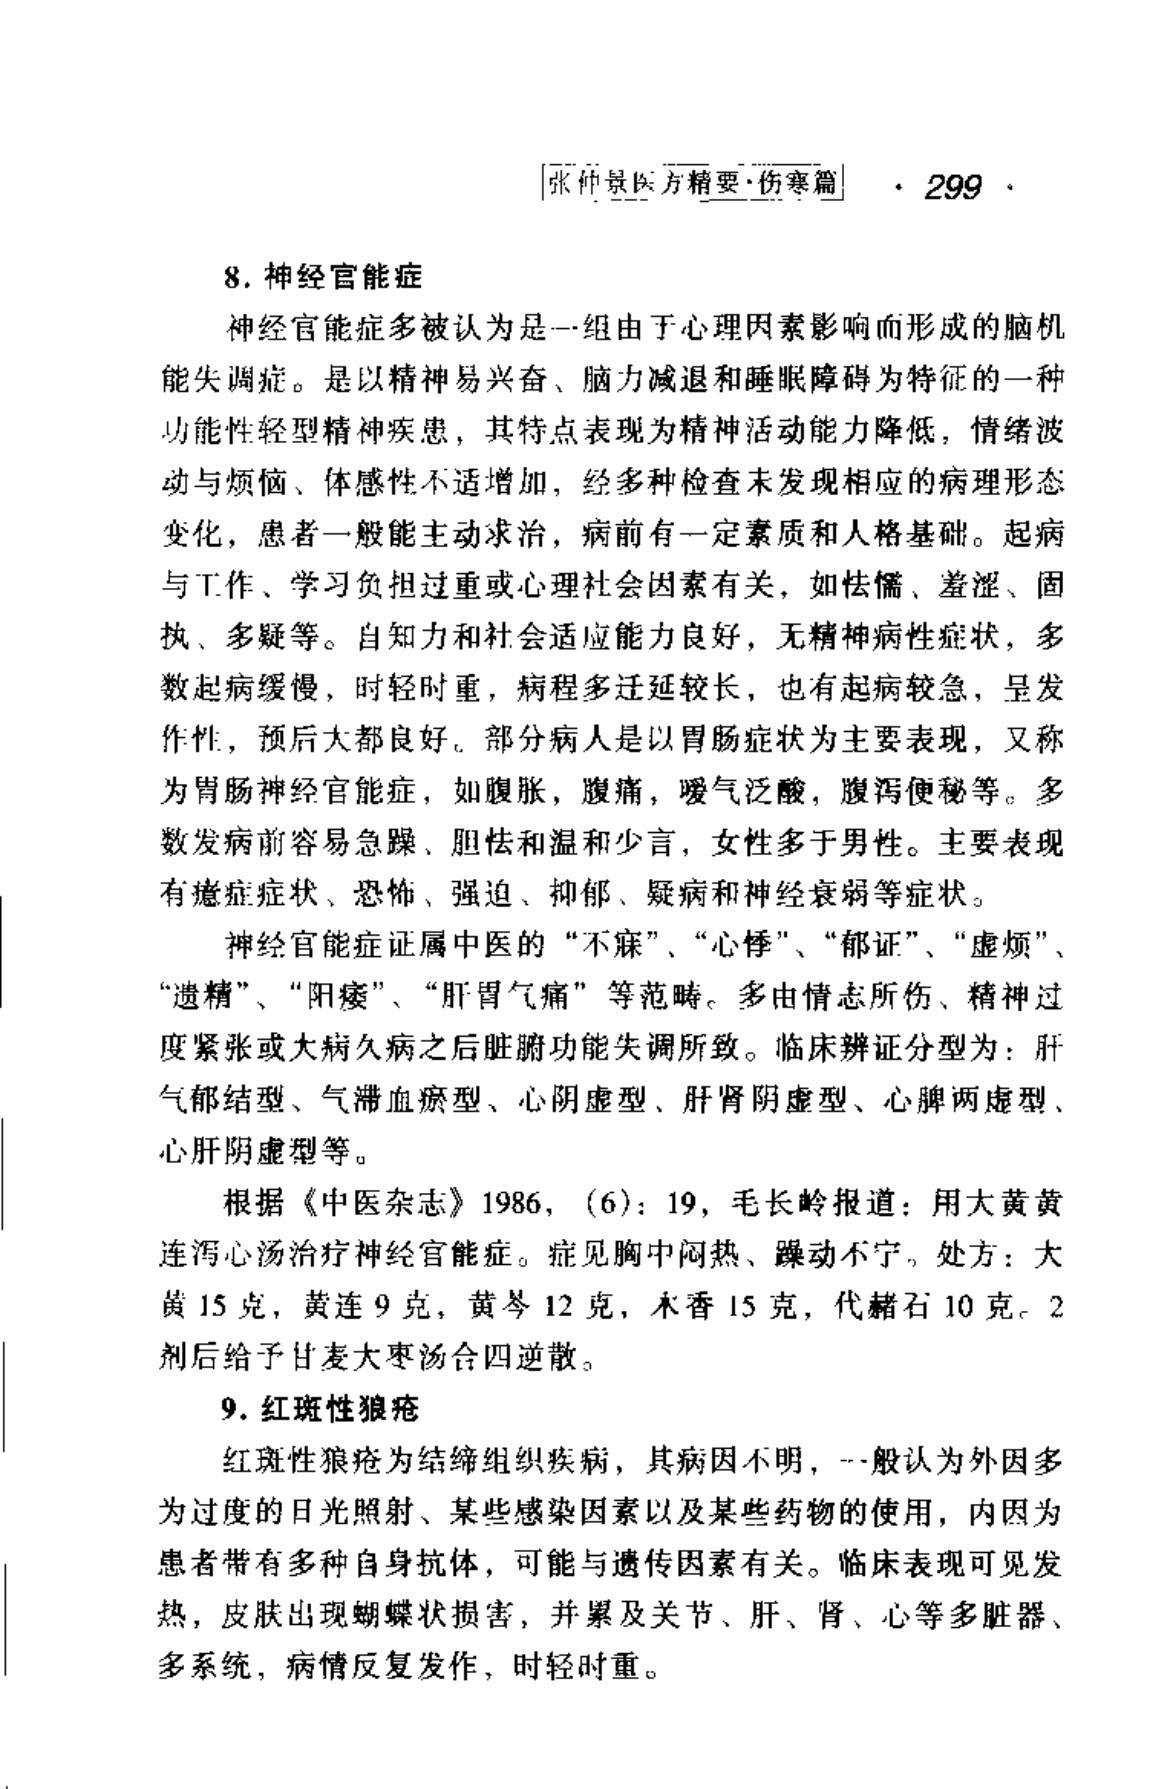 张仲景医方精要·伤寒篇 · 299 ·
8. 神经官能症
神经官能症多被认为是一组由于心理因素影响而形成的脑机
能失调症。是以精神易兴奋、脑力减退和睡眠障碍为特征的一种
功能性轻型精神疾患，其特点表现为精神活动能力降低，情绪波
动与烦恼、体感性不适增加，经多种检查未发现相应的病理形态
变化，患者一般能主动求治，病前有一定素质和人格基础。起病
与工作、学习负担过重或心理社会因素有关，如怯懦、羞涩、固
执、多疑等。自知力和社会适应能力良好，无精神病性症状，多
数起病缓慢，时轻时重，病程多迁延较长，也有起病较急，呈发
作性，预后大都良好。部分病人是以胃肠症状为主要表现，又称
为胃肠神经官能症，如腹胀，腹痛，嗳气泛酸，腹泻便秘等。多
数发病前容易急躁、胆怯和温和少言，女性多于男性。主要表现
有癔症症状、恐怖、强迫、抑郁、疑病和神经衰弱等症状。
神经官能症证属中医的“不寐”、“心悸”、“郁证”、“虚烦”、
“遗精”、“阳痿”、“肝胃气痛”等范畴。多由情志所伤、精神过
度紧张或大病久病之后脏腑功能失调所致。临床辨证分型为：肝
气郁结型、气滞血瘀型、心阴虚型、肝肾阴虚型、心脾两虚型、
心肝阴虚型等。
根据《中医杂志》1986，（6）：19，毛长岭报道：用大黄黄
连泻心汤治疗神经官能症。症见胸中闷热、躁动不宁。处方：大
黄 15 克，黄连 9 克，黄芩 12 克，木香 15 克，代赭石 10 克。2
剂后给予甘麦大枣汤合四逆散。
9. 红斑性狼疮
红斑性狼疮为结缔组织疾病，其病因不明，一般认为外因多
为过度的日光照射、某些感染因素以及某些药物的使用，内因为
患者带有多种自身抗体，可能与遗传因素有关。临床表现可见发
热，皮肤出现蝴蝶状损害，并累及关节、肝、肾、心等多脏器、
多系统，病情反复发作，时轻时重。